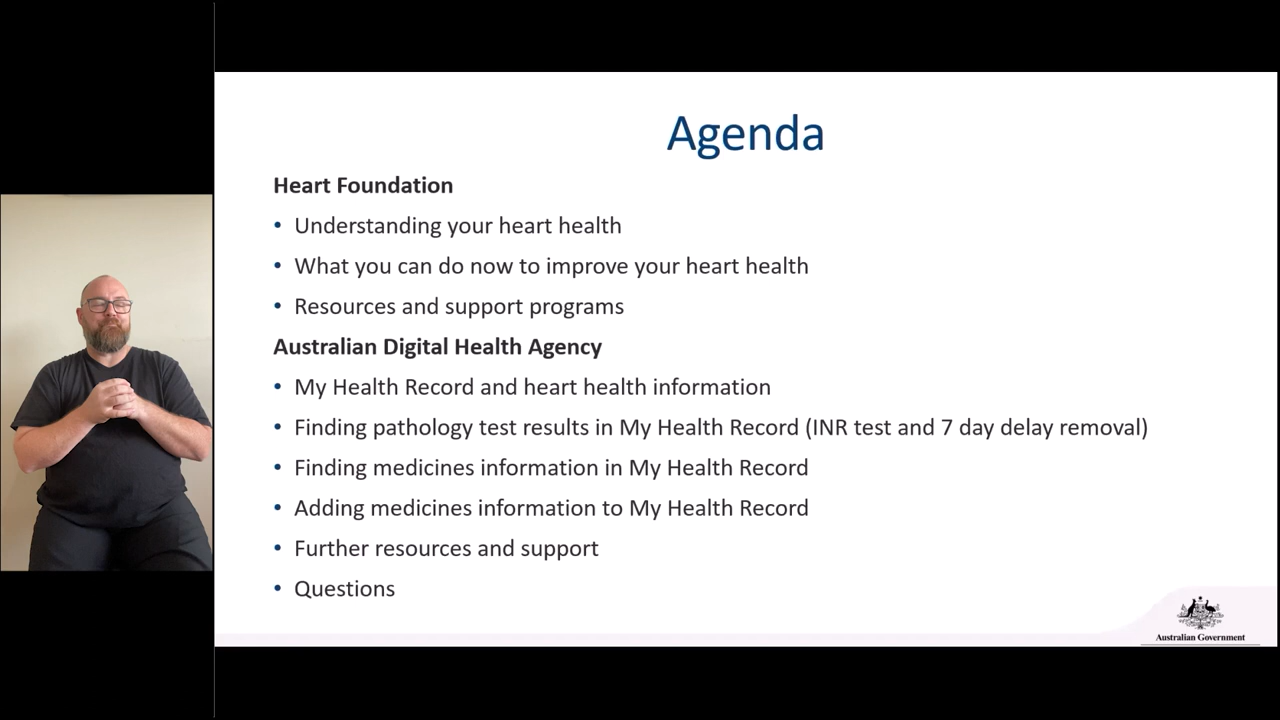 Agenda
Heart Foundation
• Understanding your heart health
• What you can do now to improve your heart health
• Resources and support programs
Australian Digital Health Agency
• My Health Record and heart health information
• Finding pathology test results in My Health Record (INR test and 7 day delay removal)
• Finding medicines information in My Health Record
• Adding medicines information to My Health Record
• Further resources and support
• Questions
Australian Government